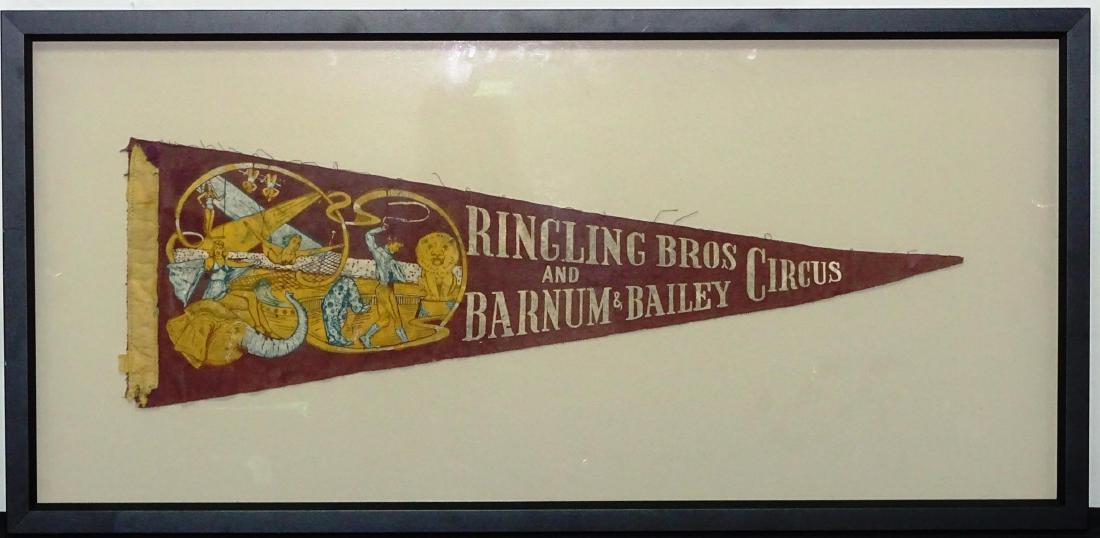 RINGLING BROS
AND
BARNUM & BAILEY
CIRCUS